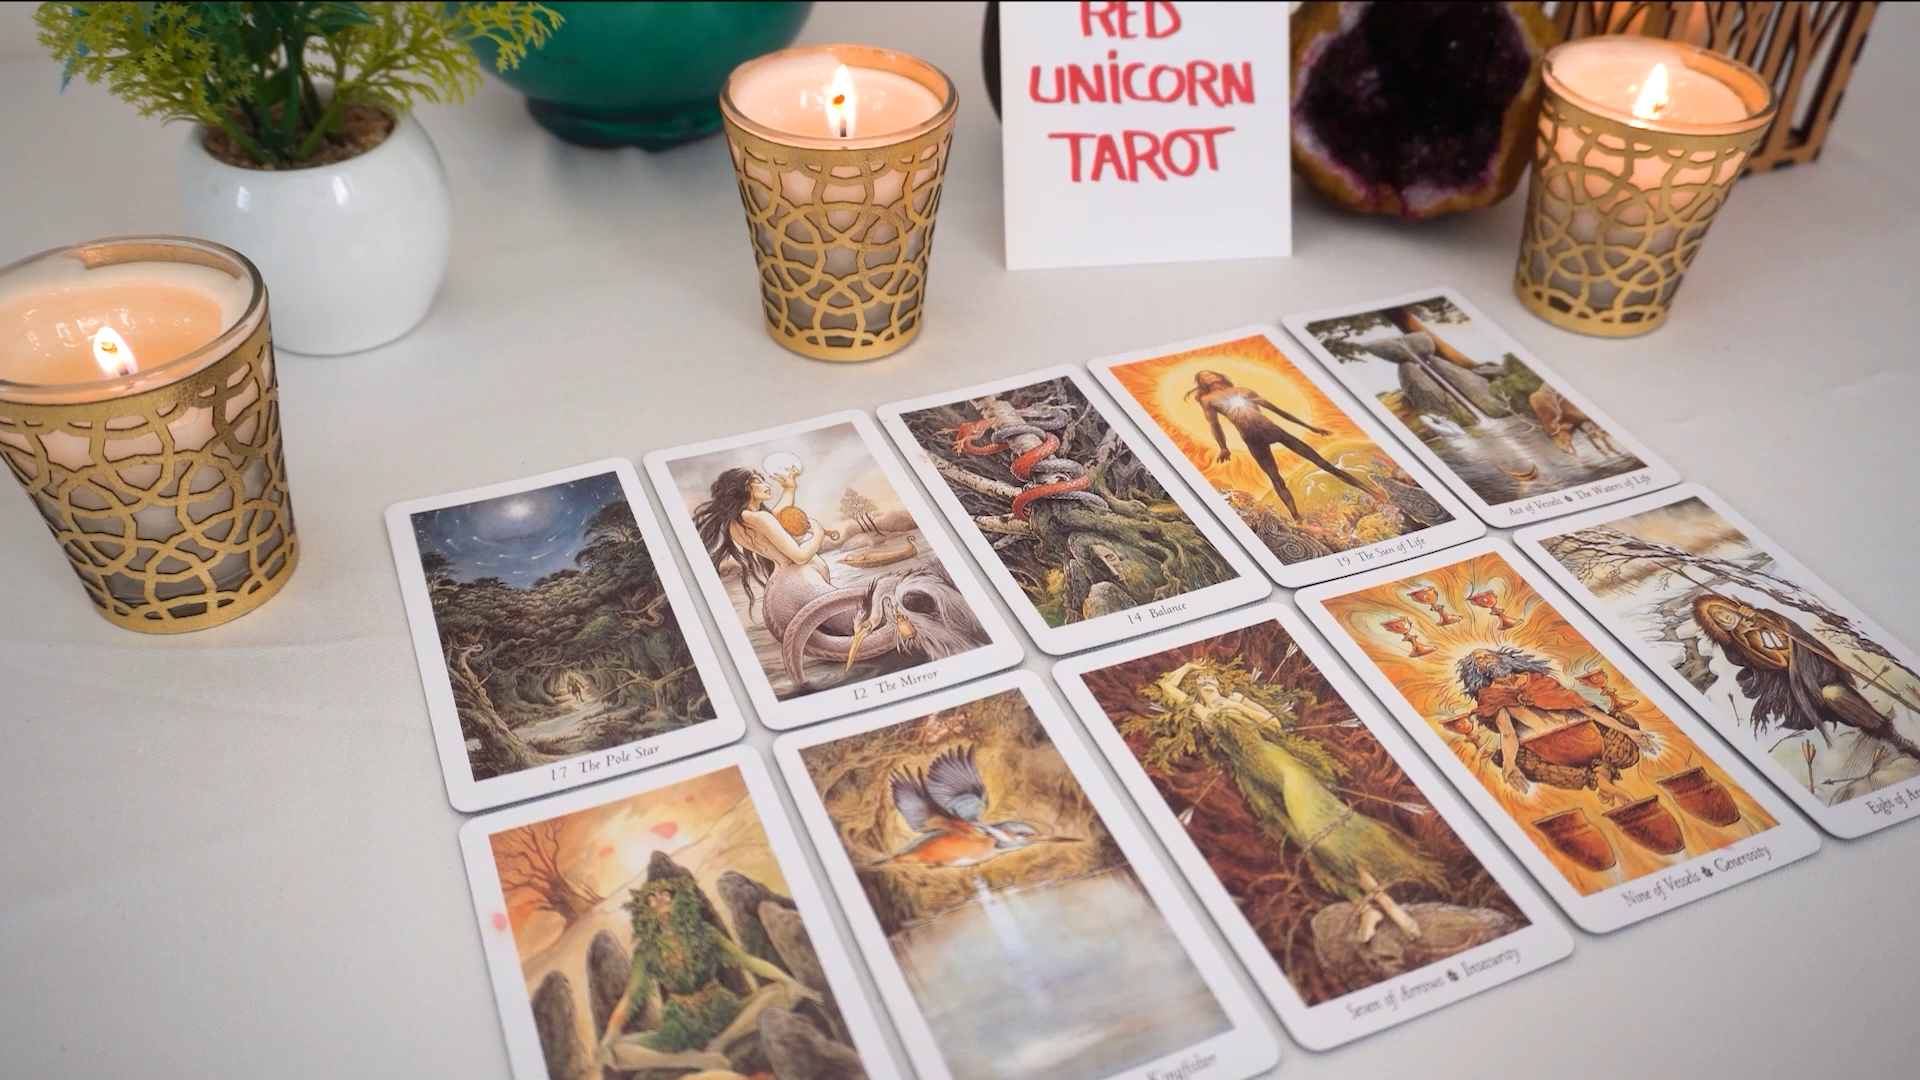 RED
UNICORN
TAROT
Ace of Vessels The Waters of Life
19 The Sun of Life
14 Balance
12 The Mirror
17 The Pole Star
Eight of
Nine of Vessels Generosity
Seven of Arrows Insecurity
Kingfisher